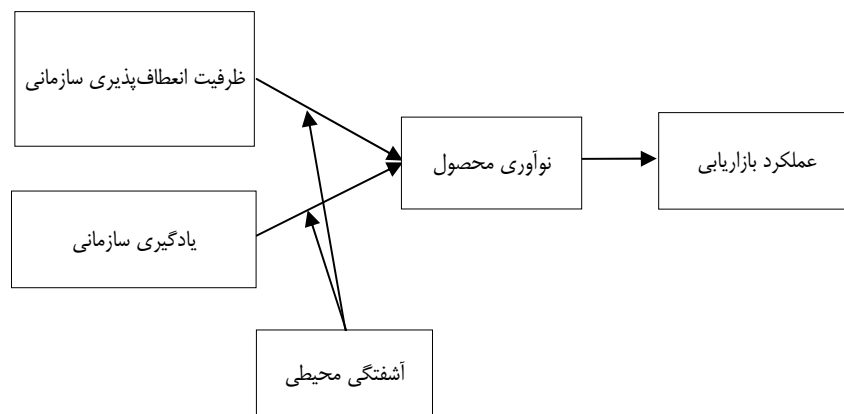 ظرفیت انعطاف‌پذیری سازمانی
نوآوری محصول
عملکرد بازاریابی
یادگیری سازمانی
آشفتگی محیطی